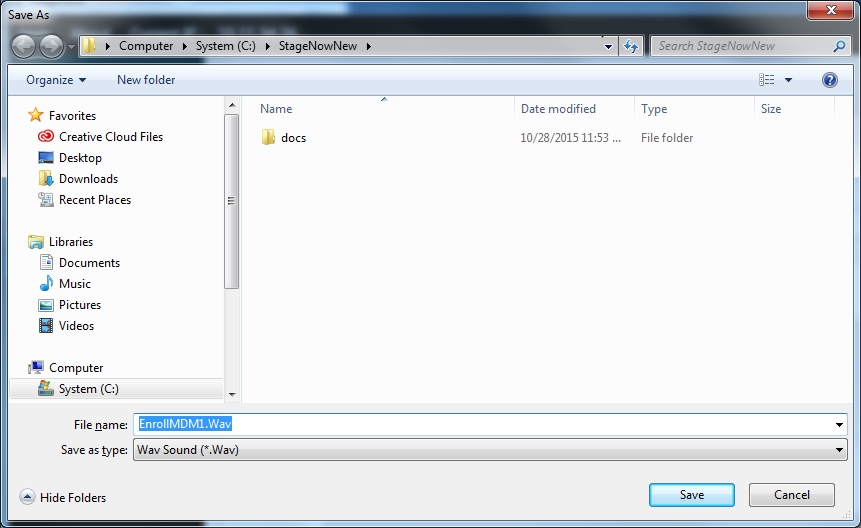 Save As
Computer System (C:) StageNowNew
Search StageNowNew
Organize New folder
Name Date modified Type Size
docs 10/28/2015 11:53 ... File folder
Favorites
Creative Cloud Files
Desktop
Downloads
Recent Places
Libraries
Documents
Music
Pictures
Videos
Computer
System (C:)
File name: EnrollMDM1.Wav
Save as type: Wav Sound (*.Wav)
Hide Folders
Save Cancel